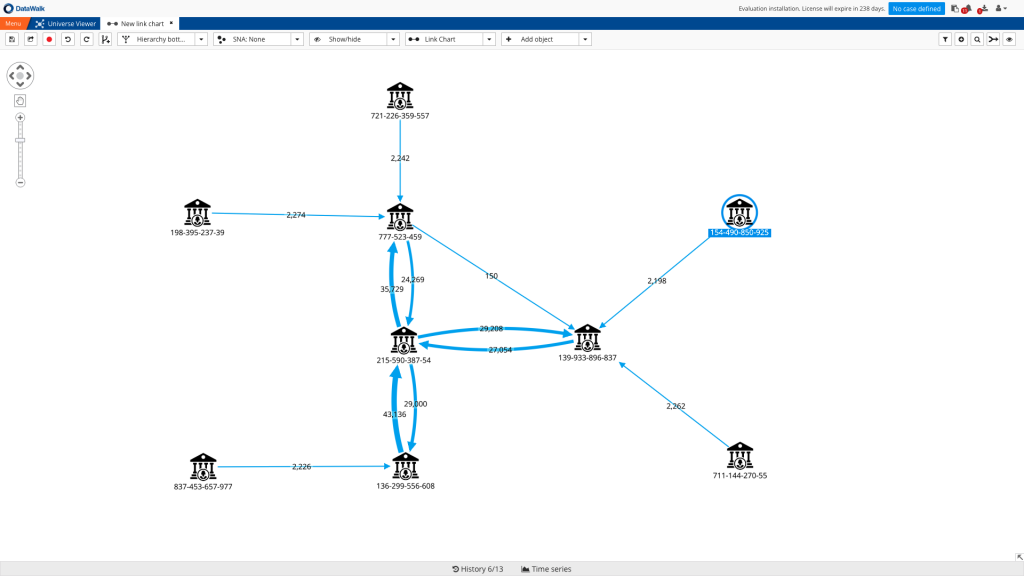 DataWalk
Evaluation installation. License will expire in 238 days.
No case defined
Menu
Universe Viewer
New link chart
Hierarchy bott...
SNA: None
Show/hide
Link Chart
Add object
721-226-359-557
2,242
198-395-237-39
2,274
777-523-459
154-490-850-925
24,269
35,729
150
2,198
29,208
27,054
215-590-387-54
139-933-896-837
29,000
43,136
2,262
837-453-657-977
2,226
136-299-556-608
711-144-270-55
History 6/13
Time series